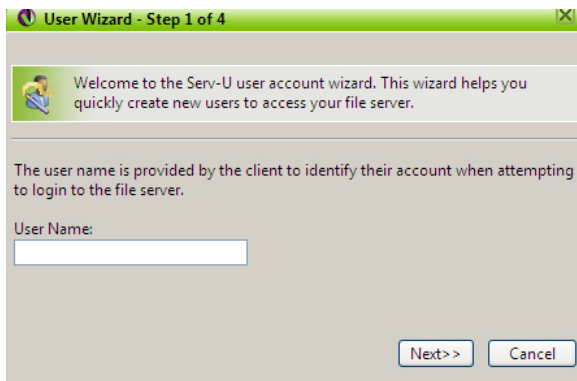 User Wizard - Step 1 of 4
Welcome to the Serv-U user account wizard. This wizard helps you
quickly create new users to access your file server.
The user name is provided by the client to identify their account when attempting
to login to the file server.
User Name:
Next>> Cancel